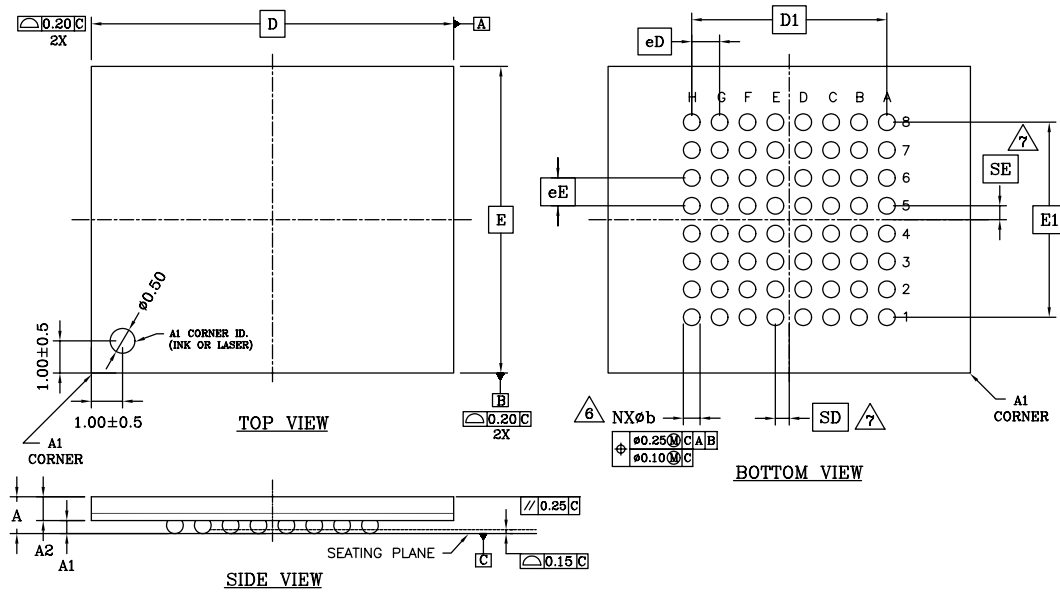 ⌓ 0.20 C
2X
D
A
E
ø0.50
A1 CORNER ID.
(INK OR LASER)
1.00±0.5
1.00±0.5
B
⌓ 0.20 C
2X
A1
CORNER
TOP VIEW
D1
eD
H G F E D C B A
8
7
6
5
4
3
2
1
7
SE
eE
E1
6
NXøb
⌖ ø0.25 Ⓜ C A B
ø0.10 Ⓜ C
SD
7
A1
CORNER
BOTTOM VIEW
A
A2
A1
// 0.25 C
SEATING PLANE
C
⌓ 0.15 C
SIDE VIEW